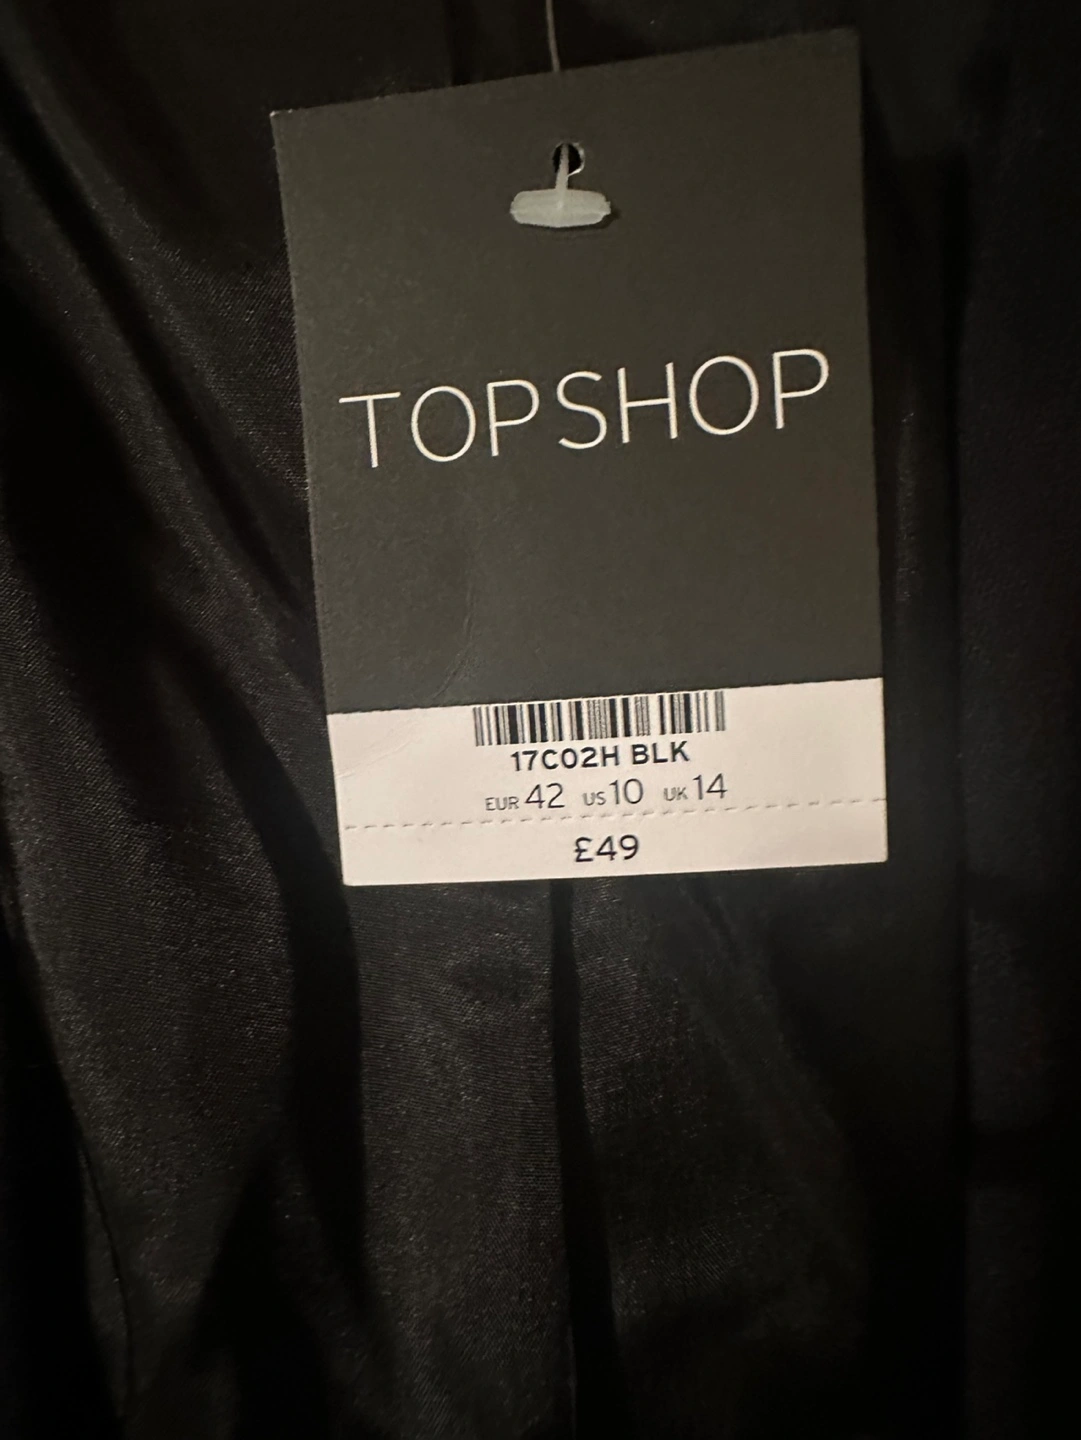 TOPSHOP
17C02H BLK
EUR 42 US 10 UK 14
£49